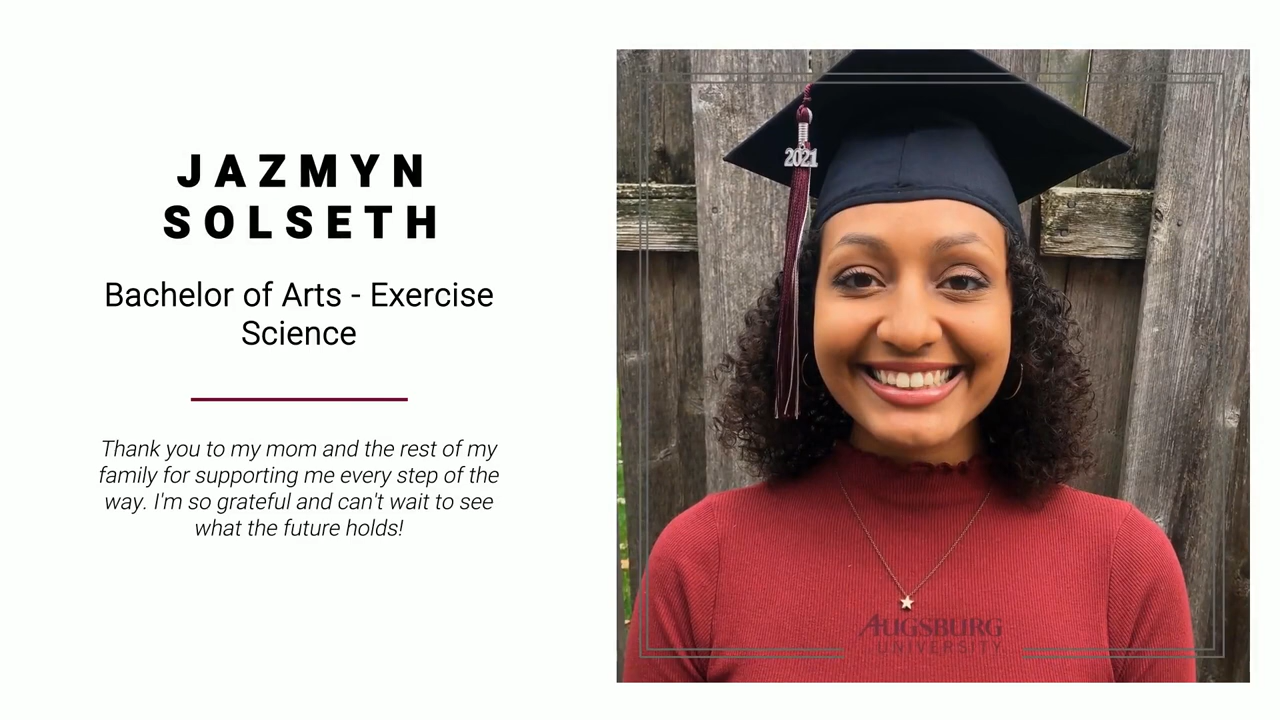 JAZMYN
SOLSETH
Bachelor of Arts - Exercise
Science
Thank you to my mom and the rest of my
family for supporting me every step of the
way. I'm so grateful and can't wait to see
what the future holds!
2021
AUGSBURG
UNIVERSITY